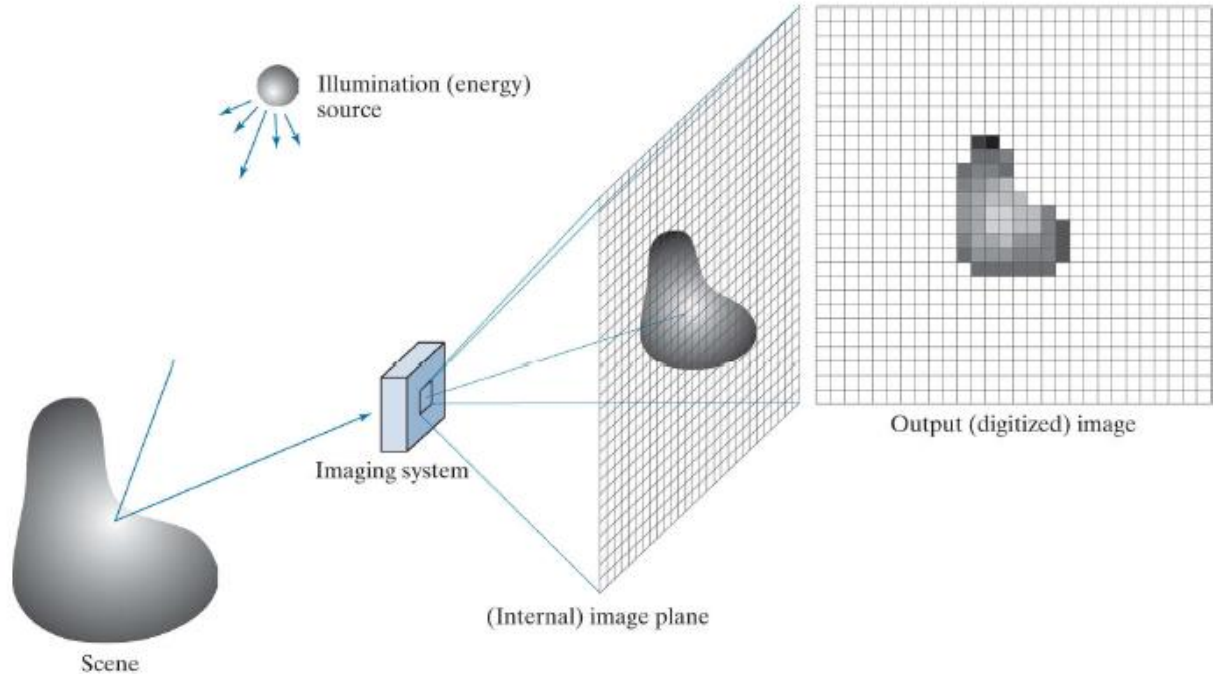 Illumination (energy)
source
Output (digitized) image
Imaging system
(Internal) image plane
Scene